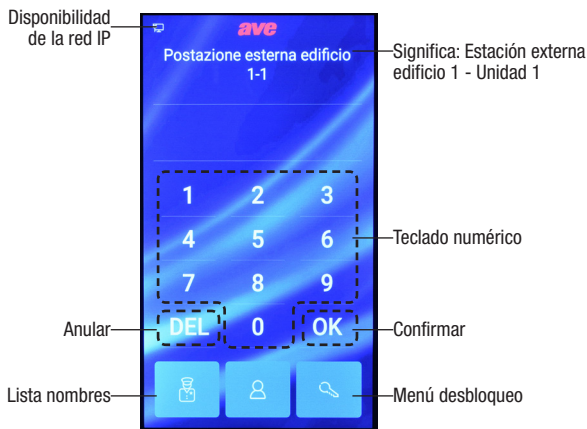 Disponibilidad
de la red IP
ave
Postazione esterna edificio
1-1
Significa: Estación externa
edificio 1 - Unidad 1
1 2 3
4 5 6
Teclado numérico
7 8 9
Anular
DEL 0 OK
Confirmar
Lista nombres
Menú desbloqueo